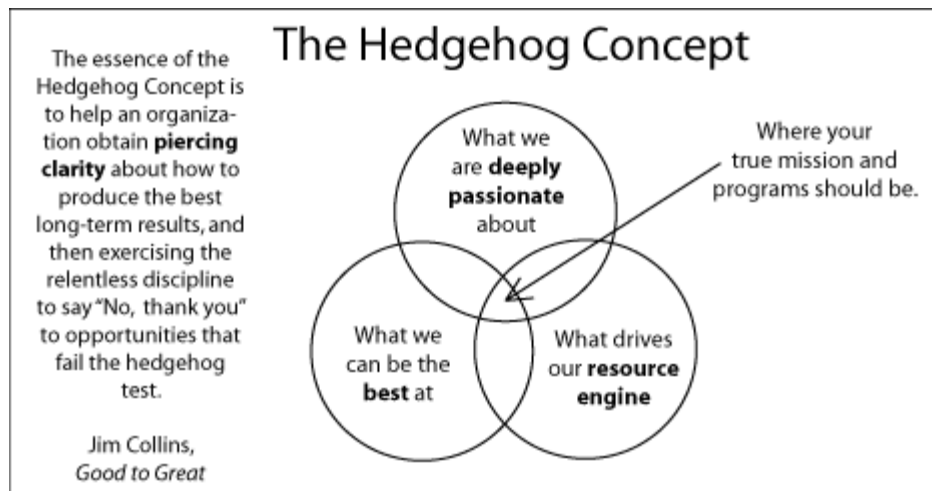 The Hedgehog Concept
The essence of the
Hedgehog Concept is
to help an organiza-
tion obtain piercing
clarity about how to
produce the best
long-term results, and
then exercising the
relentless discipline
to say "No, thank you"
to opportunities that
fail the hedgehog
test.
Jim Collins,
Good to Great
What we
are deeply
passionate
about
What we
can be the
best at
What drives
our resource
engine
Where your
true mission and
programs should be.